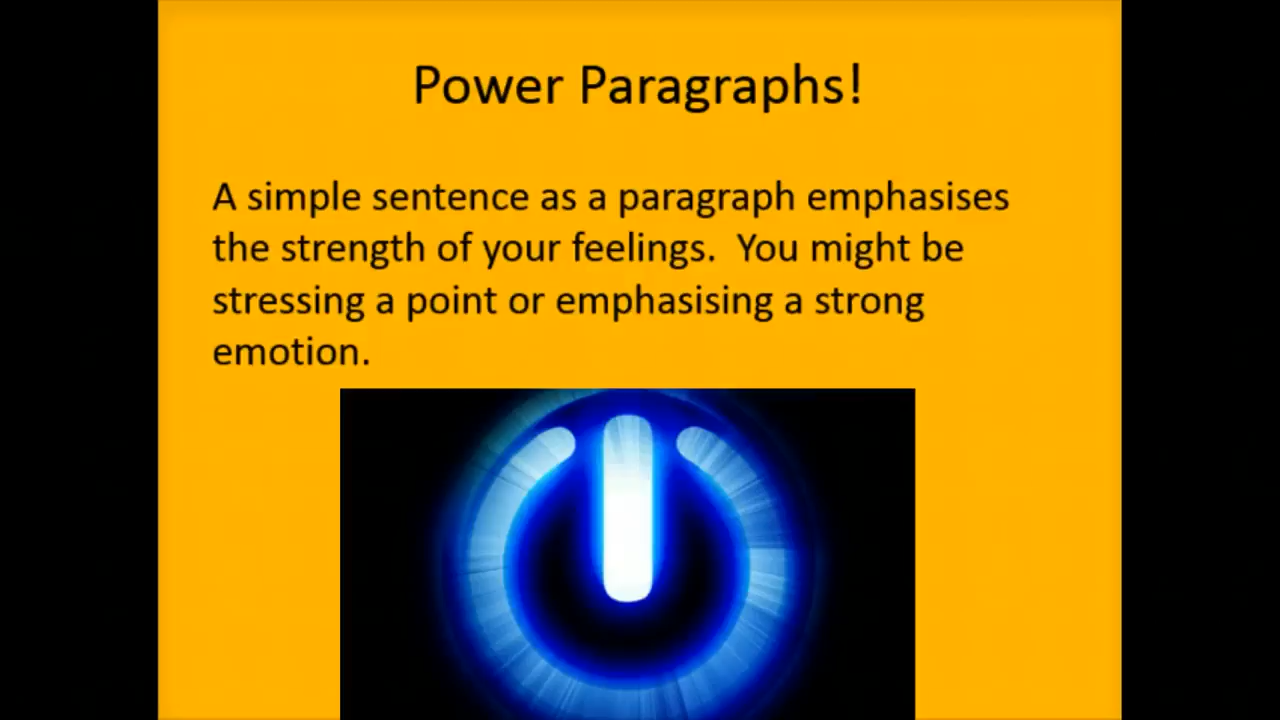 Power Paragraphs!
A simple sentence as a paragraph emphasises
the strength of your feelings.  You might be
stressing a point or emphasising a strong
emotion.